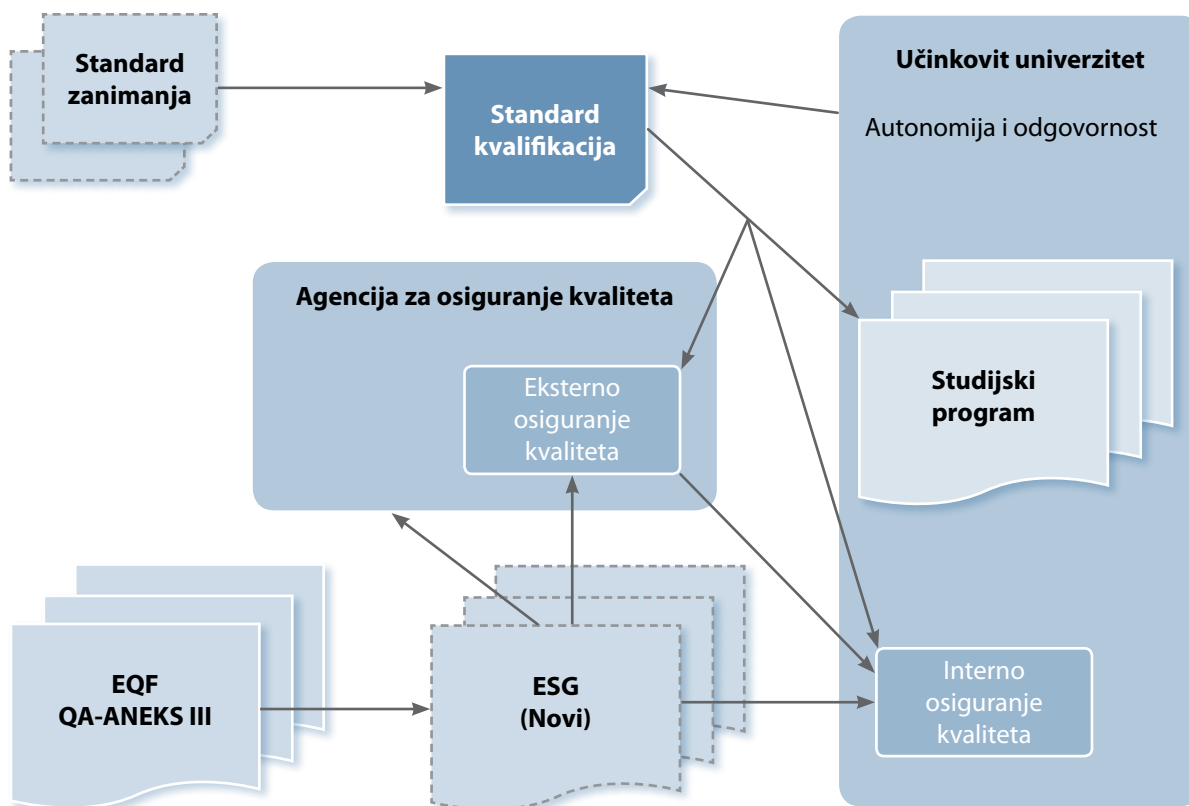 Standard
zanimanja
Standard
kvalifikacija
Učinkovit univerzitet
Autonomija i odgovornost
Agencija za osiguranje kvaliteta
Eksterno
osiguranje
kvaliteta
Studijski
program
EQF
QA-ANEKS III
ESG
(Novi)
Interno
osiguranje
kvaliteta